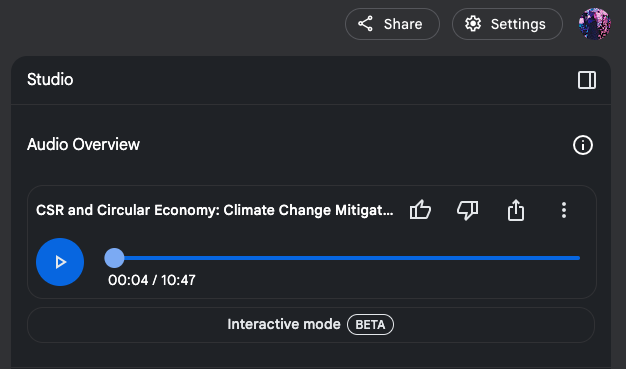 Share Settings
Studio
Audio Overview
CSR and Circular Economy: Climate Change Mitigat...
00:04 / 10:47
Interactive mode BETA